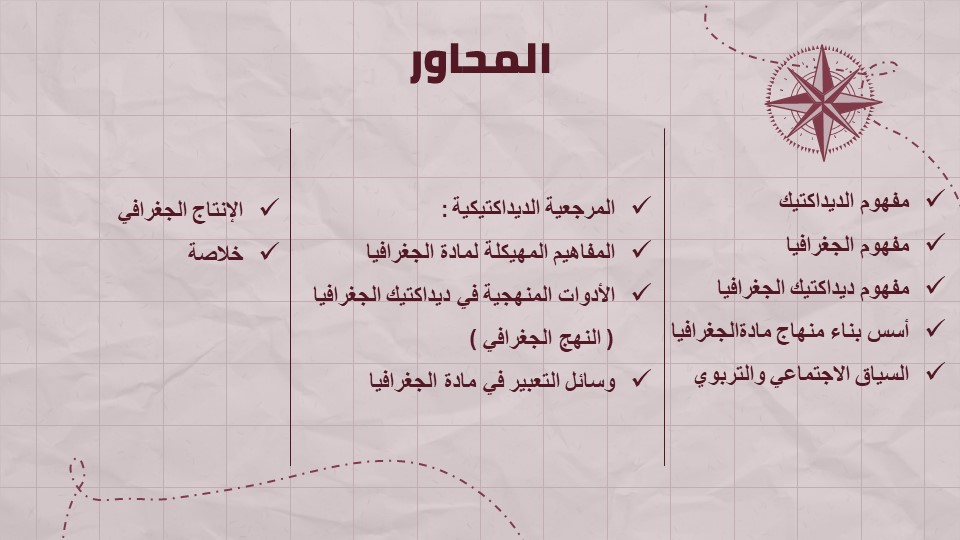 المحاور
مفهوم الديداكتيك
مفهوم الجغرافيا
مفهوم ديداكتيك الجغرافيا
أسس بناء منهاج مادةالجغرافيا
السياق الاجتماعي والتربوي
المرجعية الديداكتيكية :
المفاهيم المهيكلة لمادة الجغرافيا
الأدوات المنهجية في ديداكتيك الجغرافيا
( النهج الجغرافي )
وسائل التعبير في مادة الجغرافيا
الإنتاج الجغرافي
خلاصة